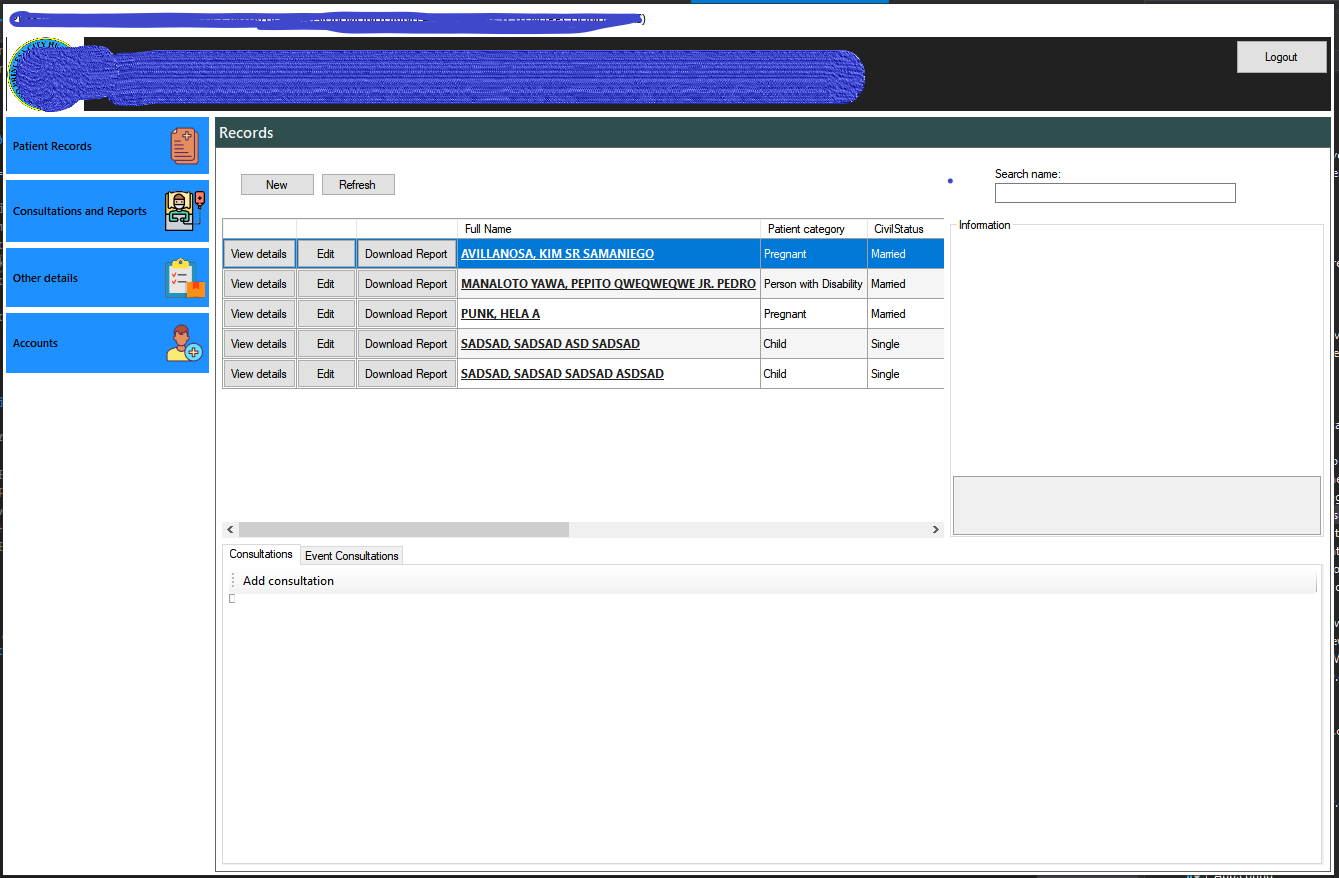 Logout
Patient Records
Consultations and Reports
Other details
Accounts
Records
New
Refresh
Search name:
Information
Full Name Patient category CivilStatus
View details Edit Download Report AVILLANOSA, KIM SR SAMANIEGO Pregnant Married
View details Edit Download Report MANALOTO YAWA, PEPITO QWEQWEQWE JR. PEDRO Person with Disability Married
View details Edit Download Report PUNK, HELA A Pregnant Married
View details Edit Download Report SADSAD, SADSAD ASD SADSAD Child Single
View details Edit Download Report SADSAD, SADSAD SADSAD ASDSAD Child Single
Consultations Event Consultations
Add consultation